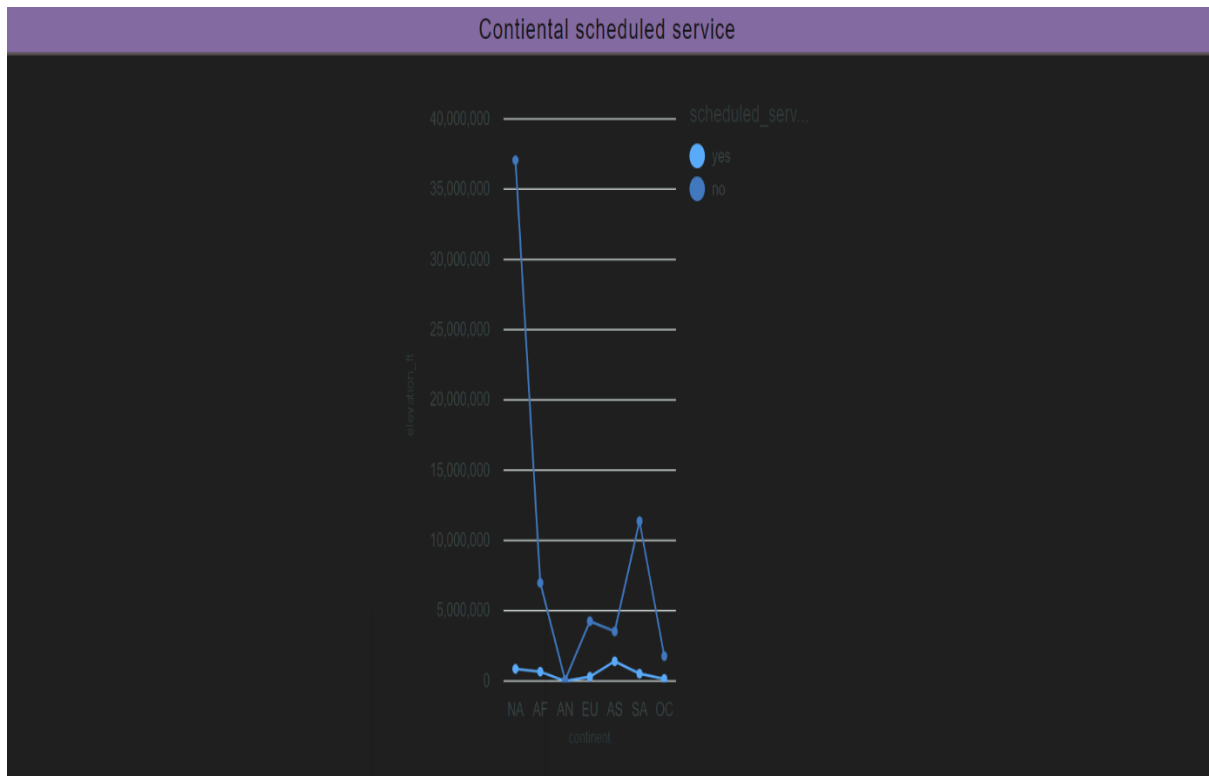 Contiental scheduled service
40,000,000
35,000,000
30,000,000
25,000,000
20,000,000
15,000,000
10,000,000
5,000,000
0
elevation_ft
NA AF AN EU AS SA OC
continent
scheduled_serv...
yes
no